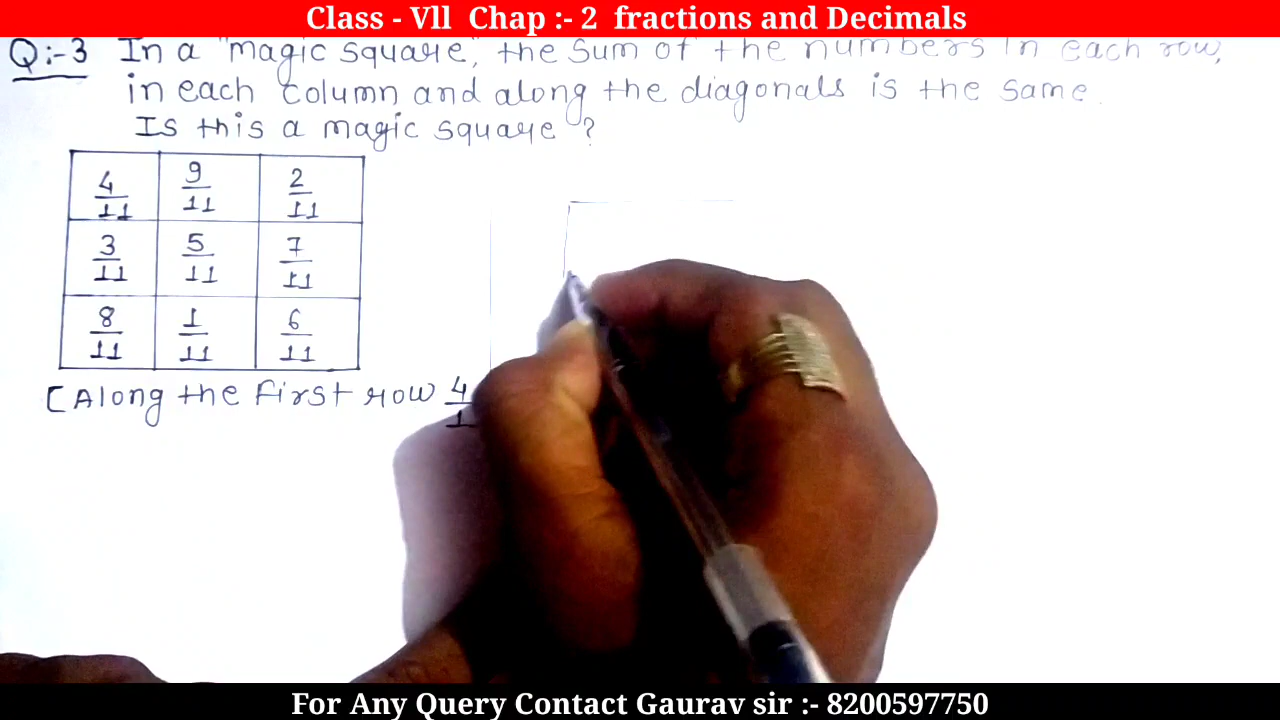 Class - Vll Chap :- 2 fractions and Decimals
Q:-3 In a "magic square", the sum of the numbers in each row,
in each column and along the diagonals is the same.
Is this a magic square ?
4/11 9/11 2/11
3/11 5/11 7/11
8/11 1/11 6/11
[Along the first row 4/1
For Any Query Contact Gaurav sir :- 8200597750